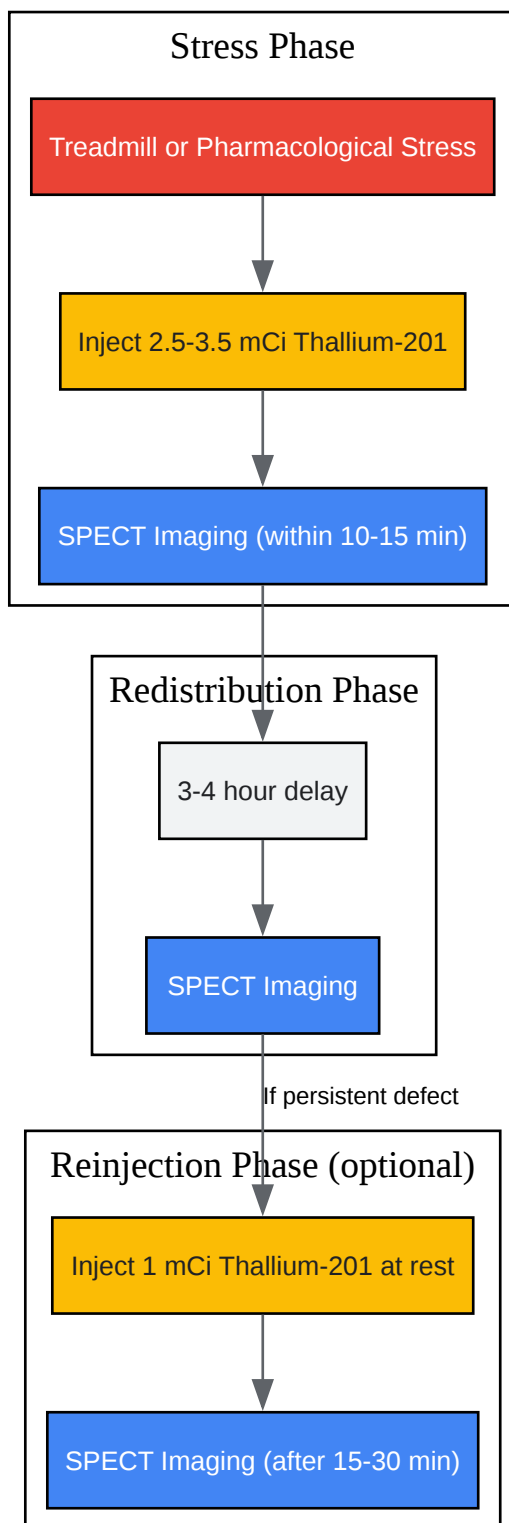 Stress Phase
Treadmill or Pharmacological Stress
Inject 2.5-3.5 mCi Thallium-201
SPECT Imaging (within 10-15 min)
Redistribution Phase
3-4 hour delay
SPECT Imaging
If persistent defect
Reinjection Phase (optional)
Inject 1 mCi Thallium-201 at rest
SPECT Imaging (after 15-30 min)